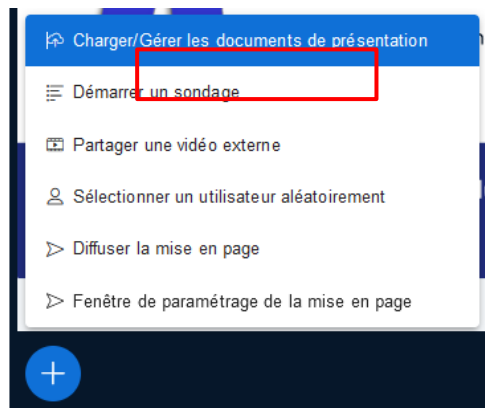 Charger/Gérer les documents de présentation
Démarrer un sondage
Partager une vidéo externe
Sélectionner un utilisateur aléatoirement
Diffuser la mise en page
Fenêtre de paramétrage de la mise en page